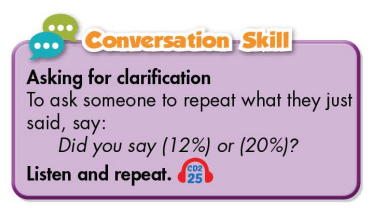 Conversation Skill
Asking for clarification
To ask someone to repeat what they just
said, say:
Did you say (12%) or (20%)?
Listen and repeat. CD2
25